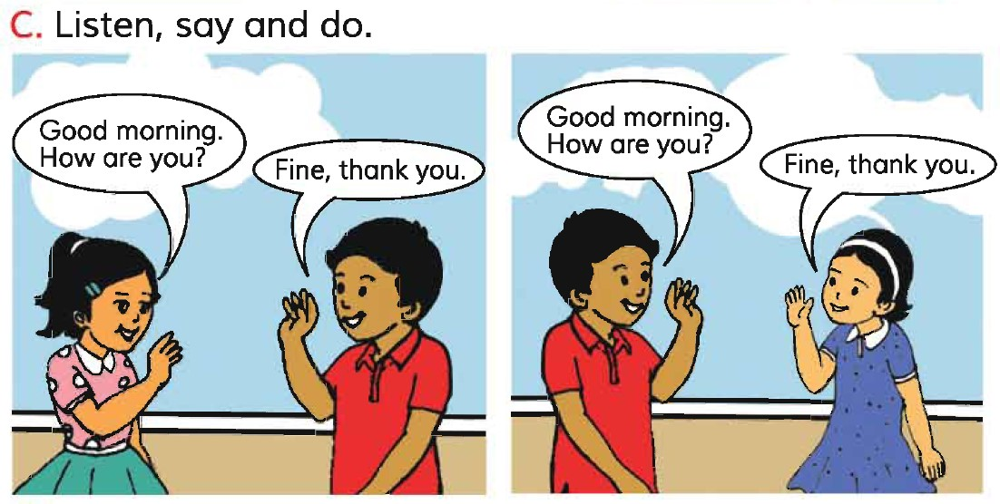 C. Listen, say and do.
Good morning.
How are you?
Fine, thank you.
Good morning.
How are you?
Fine, thank you.